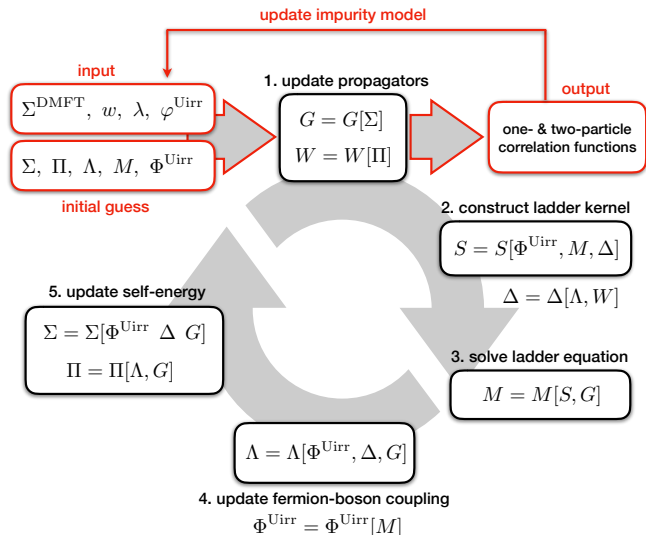 update impurity model
input
Σ^DMFT, w, λ, φ^Uirr
Σ, Π, Λ, M, Φ^Uirr
initial guess
1. update propagators
G = G[Σ]
W = W[Π]
output
one- & two-particle
correlation functions
2. construct ladder kernel
S = S[Φ^Uirr, M, Δ]
Δ = Δ[Λ, W]
3. solve ladder equation
M = M[S, G]
Λ = Λ[Φ^Uirr, Δ, G]
4. update fermion-boson coupling
Φ^Uirr = Φ^Uirr[M]
5. update self-energy
Σ = Σ[Φ^Uirr Δ G]
Π = Π[Λ, G]